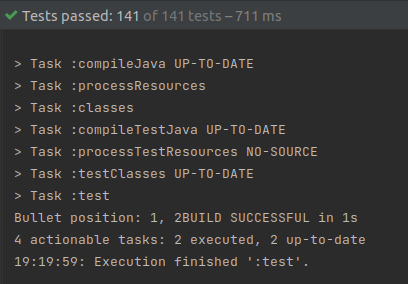 Tests passed: 141 of 141 tests – 711 ms
> Task :compileJava UP-TO-DATE
> Task :processResources
> Task :classes
> Task :compileTestJava UP-TO-DATE
> Task :processTestResources NO-SOURCE
> Task :testClasses UP-TO-DATE
> Task :test
Bullet position: 1, 2BUILD SUCCESSFUL in 1s
4 actionable tasks: 2 executed, 2 up-to-date
19:19:59: Execution finished ':test'.